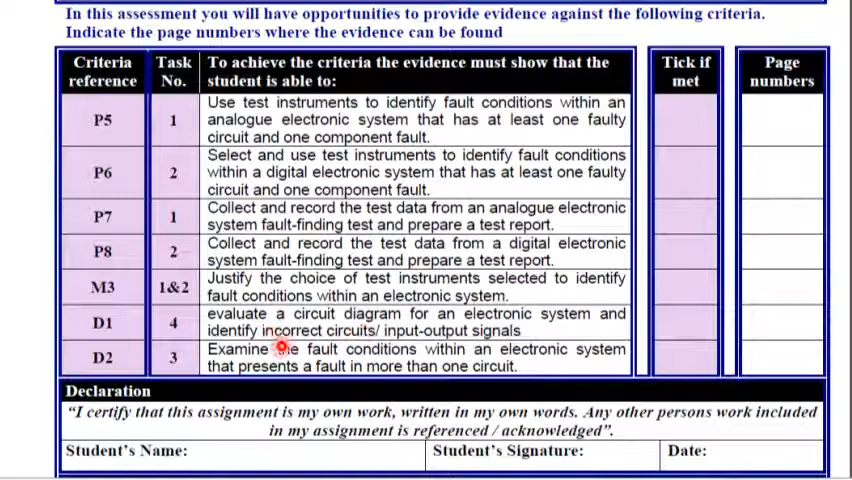 In this assessment you will have opportunities to provide evidence against the following criteria.
Indicate the page numbers where the evidence can be found
Criteria reference
Task No.
To achieve the criteria the evidence must show that the student is able to:
Tick if met
Page numbers
P5
1
Use test instruments to identify fault conditions within an
analogue electronic system that has at least one faulty
circuit and one component fault.
P6
2
Select and use test instruments to identify fault conditions
within a digital electronic system that has at least one faulty
circuit and one component fault.
P7
1
Collect and record the test data from an analogue electronic
system fault-finding test and prepare a test report.
P8
2
Collect and record the test data from a digital electronic
system fault-finding test and prepare a test report.
M3
1&2
Justify the choice of test instruments selected to identify
fault conditions within an electronic system.
D1
4
evaluate a circuit diagram for an electronic system and
identify incorrect circuits/ input-output signals
D2
3
Examine the fault conditions within an electronic system
that presents a fault in more than one circuit.
Declaration
“I certify that this assignment is my own work, written in my own words. Any other persons work included
in my assignment is referenced / acknowledged”.
Student’s Name:
Student’s Signature:
Date: